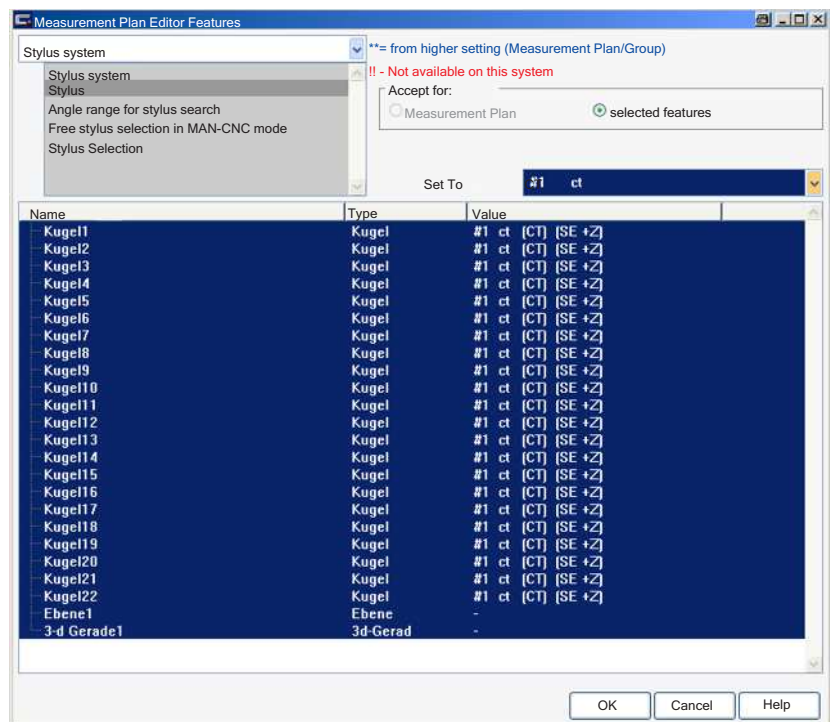 Measurement Plan Editor Features
Stylus system
**= from higher setting (Measurement Plan/Group)
!! - Not available on this system
Stylus system
Stylus
Angle range for stylus search
Free stylus selection in MAN-CNC mode
Stylus Selection
Accept for:
Measurement Plan
selected features
Set To
#1 ct
Name Type Value
Kugel1 Kugel #1 ct (CT) (SE +Z)
Kugel2 Kugel #1 ct (CT) (SE +Z)
Kugel3 Kugel #1 ct (CT) (SE +Z)
Kugel4 Kugel #1 ct (CT) (SE +Z)
Kugel5 Kugel #1 ct (CT) (SE +Z)
Kugel6 Kugel #1 ct (CT) (SE +Z)
Kugel7 Kugel #1 ct (CT) (SE +Z)
Kugel8 Kugel #1 ct (CT) (SE +Z)
Kugel9 Kugel #1 ct (CT) (SE +Z)
Kugel10 Kugel #1 ct (CT) (SE +Z)
Kugel11 Kugel #1 ct (CT) (SE +Z)
Kugel12 Kugel #1 ct (CT) (SE +Z)
Kugel13 Kugel #1 ct (CT) (SE +Z)
Kugel14 Kugel #1 ct (CT) (SE +Z)
Kugel15 Kugel #1 ct (CT) (SE +Z)
Kugel16 Kugel #1 ct (CT) (SE +Z)
Kugel17 Kugel #1 ct (CT) (SE +Z)
Kugel18 Kugel #1 ct (CT) (SE +Z)
Kugel19 Kugel #1 ct (CT) (SE +Z)
Kugel20 Kugel #1 ct (CT) (SE +Z)
Kugel21 Kugel #1 ct (CT) (SE +Z)
Kugel22 Kugel #1 ct (CT) (SE +Z)
Ebene1 Ebene -
3-d Gerade1 3d-Gerad -
OK Cancel Help